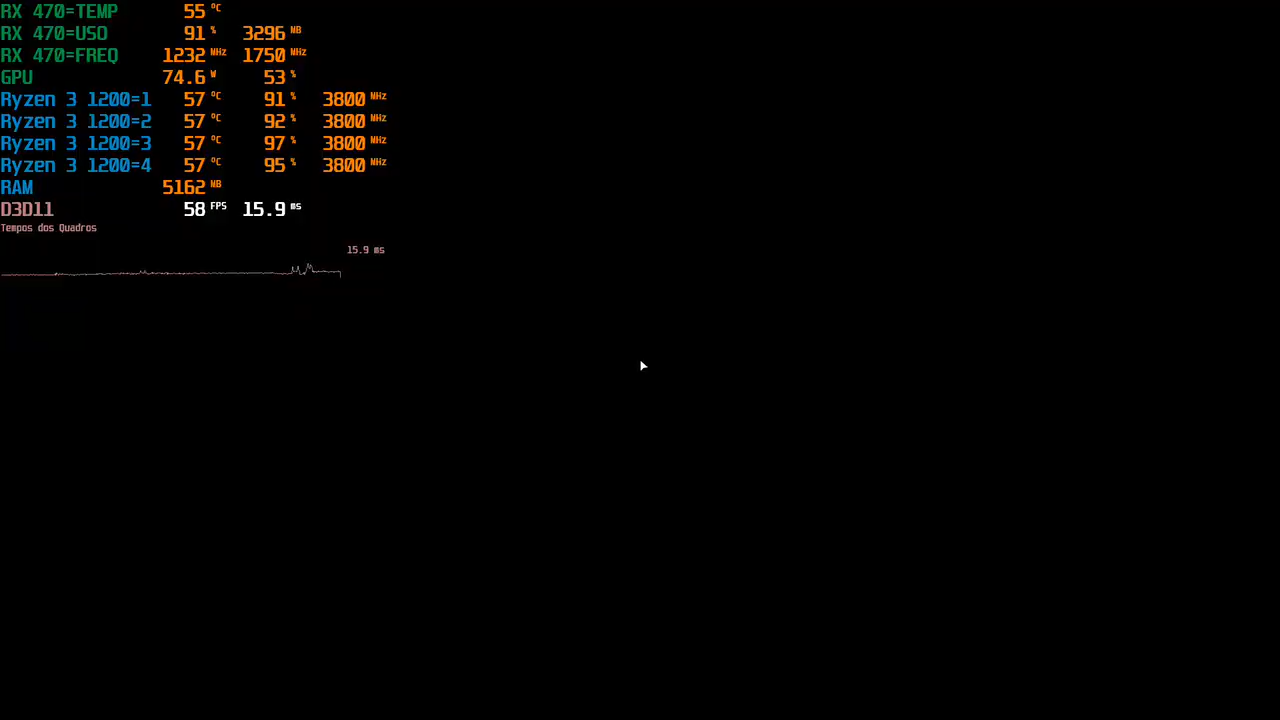 RX 470=TEMP 55 °C
RX 470=USO 91 % 3296 MB
RX 470=FREQ 1232 MHz 1750 MHz
GPU 74.6 W 53 %
Ryzen 3 1200=1 57 °C 91 % 3800 MHz
Ryzen 3 1200=2 57 °C 92 % 3800 MHz
Ryzen 3 1200=3 57 °C 97 % 3800 MHz
Ryzen 3 1200=4 57 °C 95 % 3800 MHz
RAM 5162 MB
D3D11 58 FPS 15.9 ms
Tempos dos Quadros
15.9 ms